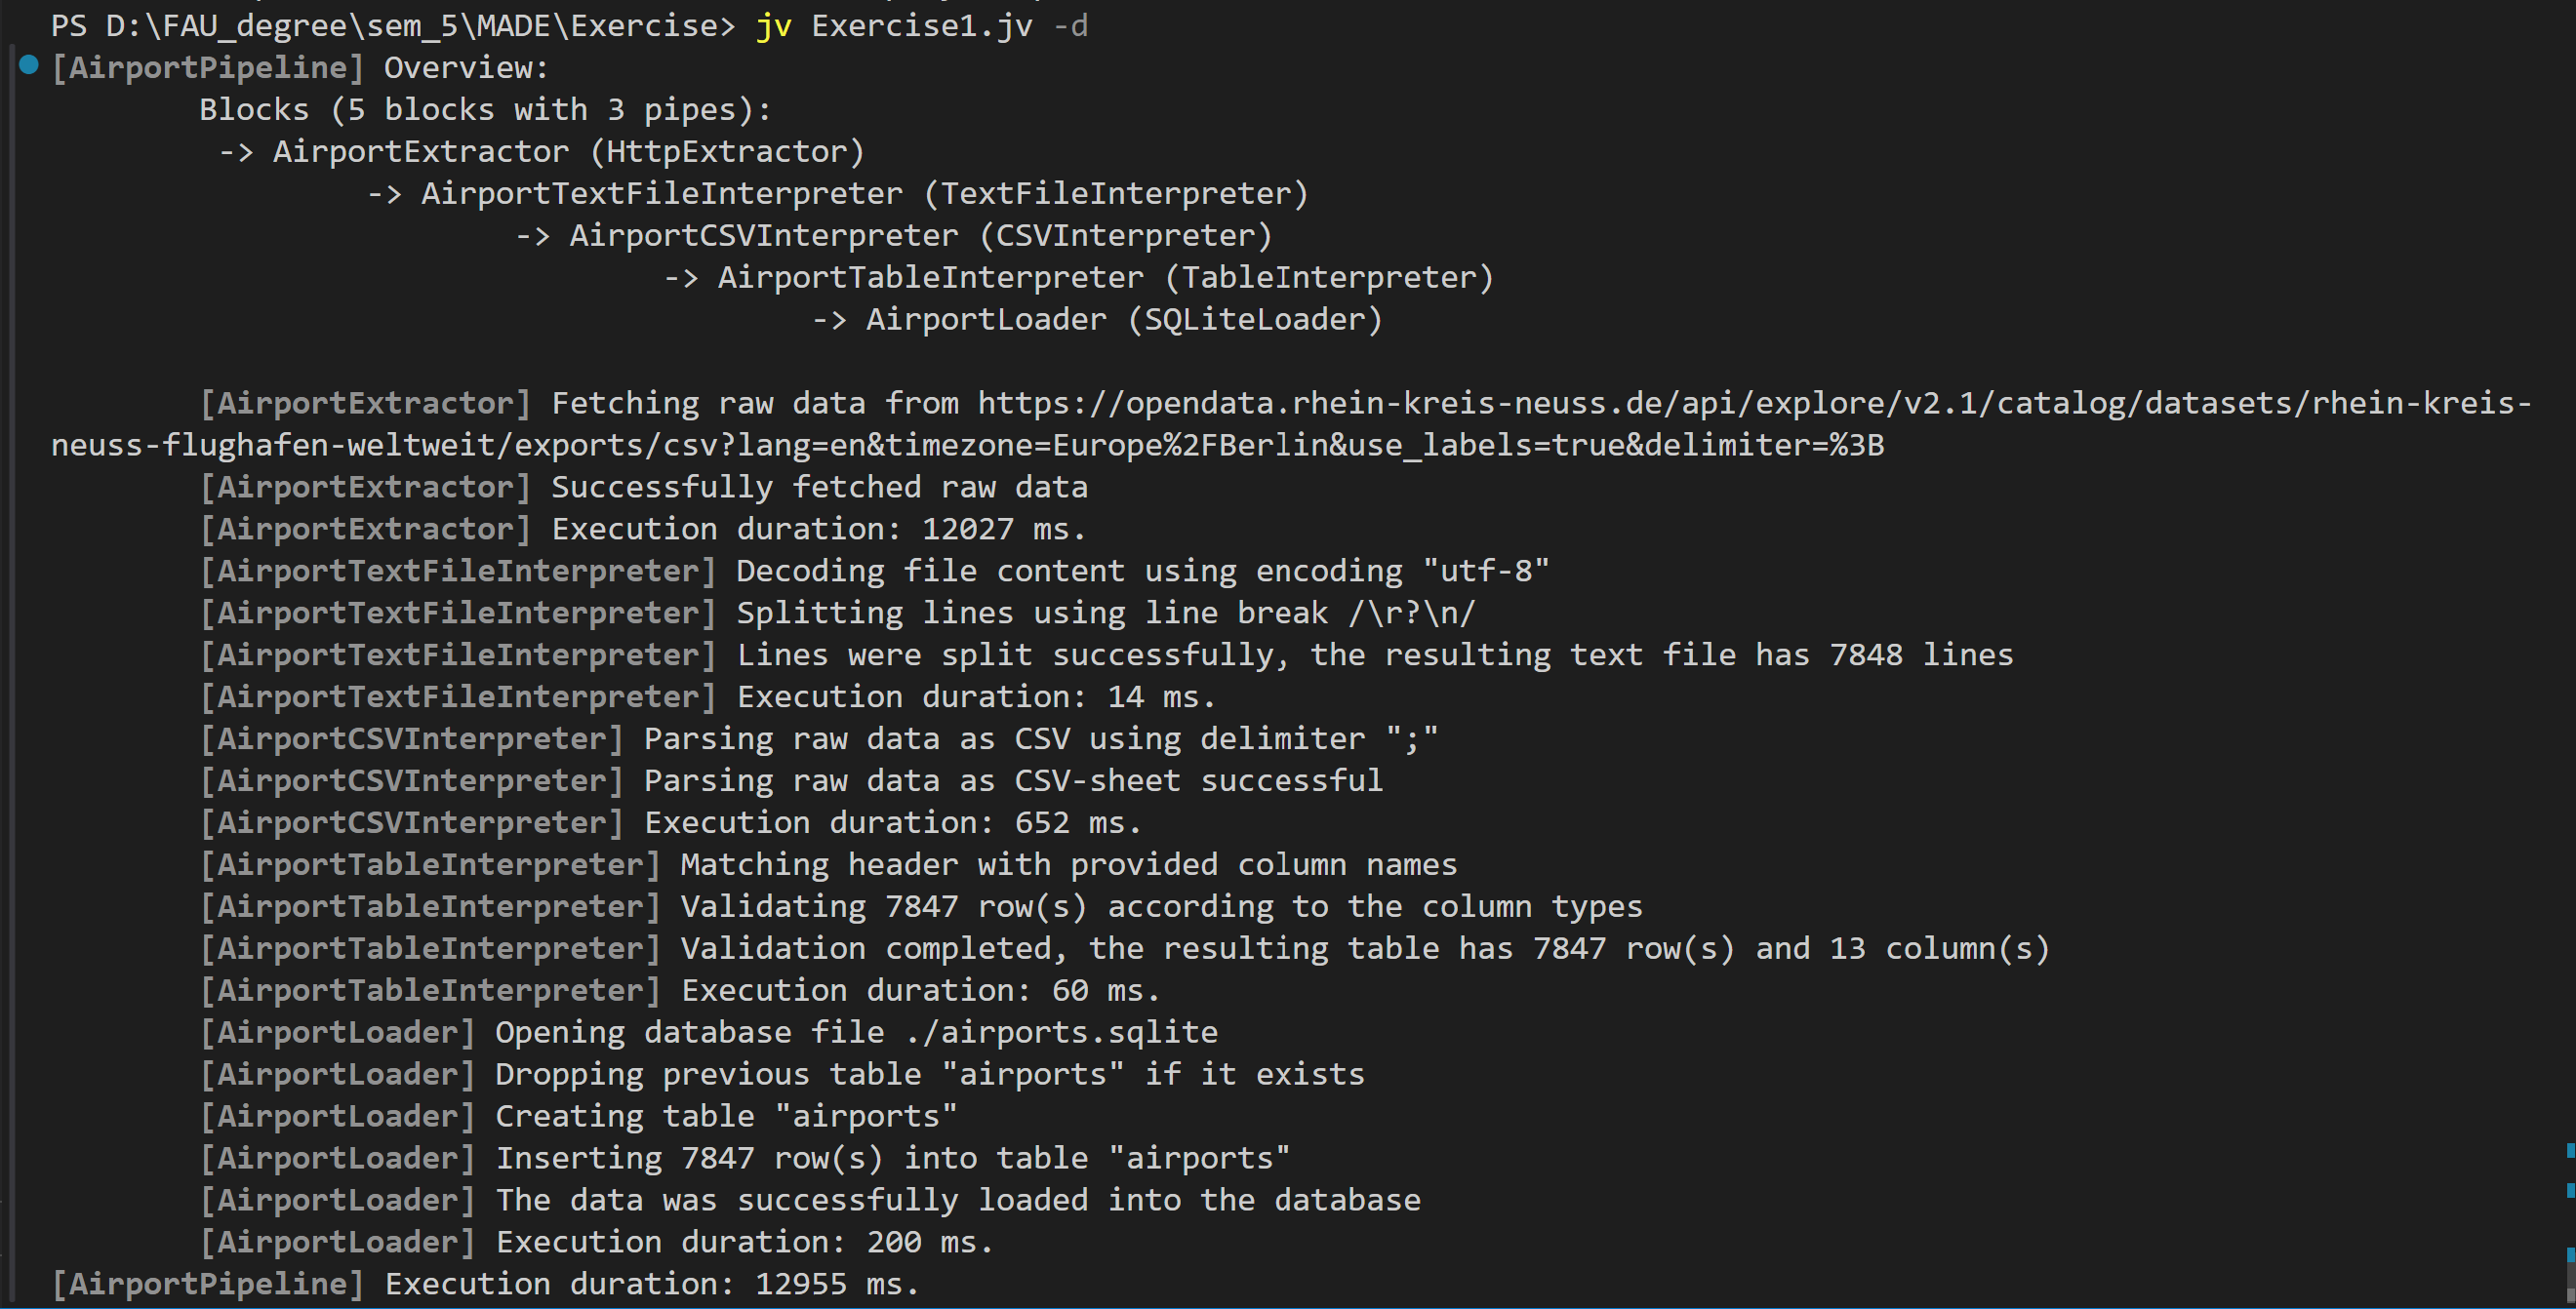 PS D:\FAU_degree\sem_5\MADE\Exercise> jv Exercise1.jv -d
[AirportPipeline] Overview:
Blocks (5 blocks with 3 pipes):
-> AirportExtractor (HttpExtractor)
-> AirportTextFileInterpreter (TextFileInterpreter)
-> AirportCSVInterpreter (CSVInterpreter)
-> AirportTableInterpreter (TableInterpreter)
-> AirportLoader (SQLiteLoader)
[AirportExtractor] Fetching raw data from https://opendata.rhein-kreis-neuss.de/api/explore/v2.1/catalog/datasets/rhein-kreis-
neuss-flughafen-weltweit/exports/csv?lang=en&timezone=Europe%2FBerlin&use_labels=true&delimiter=%3B
[AirportExtractor] Successfully fetched raw data
[AirportExtractor] Execution duration: 12027 ms.
[AirportTextFileInterpreter] Decoding file content using encoding "utf-8"
[AirportTextFileInterpreter] Splitting lines using line break /\r?\n/
[AirportTextFileInterpreter] Lines were split successfully, the resulting text file has 7848 lines
[AirportTextFileInterpreter] Execution duration: 14 ms.
[AirportCSVInterpreter] Parsing raw data as CSV using delimiter ";"
[AirportCSVInterpreter] Parsing raw data as CSV-sheet successful
[AirportCSVInterpreter] Execution duration: 652 ms.
[AirportTableInterpreter] Matching header with provided column names
[AirportTableInterpreter] Validating 7847 row(s) according to the column types
[AirportTableInterpreter] Validation completed, the resulting table has 7847 row(s) and 13 column(s)
[AirportTableInterpreter] Execution duration: 60 ms.
[AirportLoader] Opening database file ./airports.sqlite
[AirportLoader] Dropping previous table "airports" if it exists
[AirportLoader] Creating table "airports"
[AirportLoader] Inserting 7847 row(s) into table "airports"
[AirportLoader] The data was successfully loaded into the database
[AirportLoader] Execution duration: 200 ms.
[AirportPipeline] Execution duration: 12955 ms.